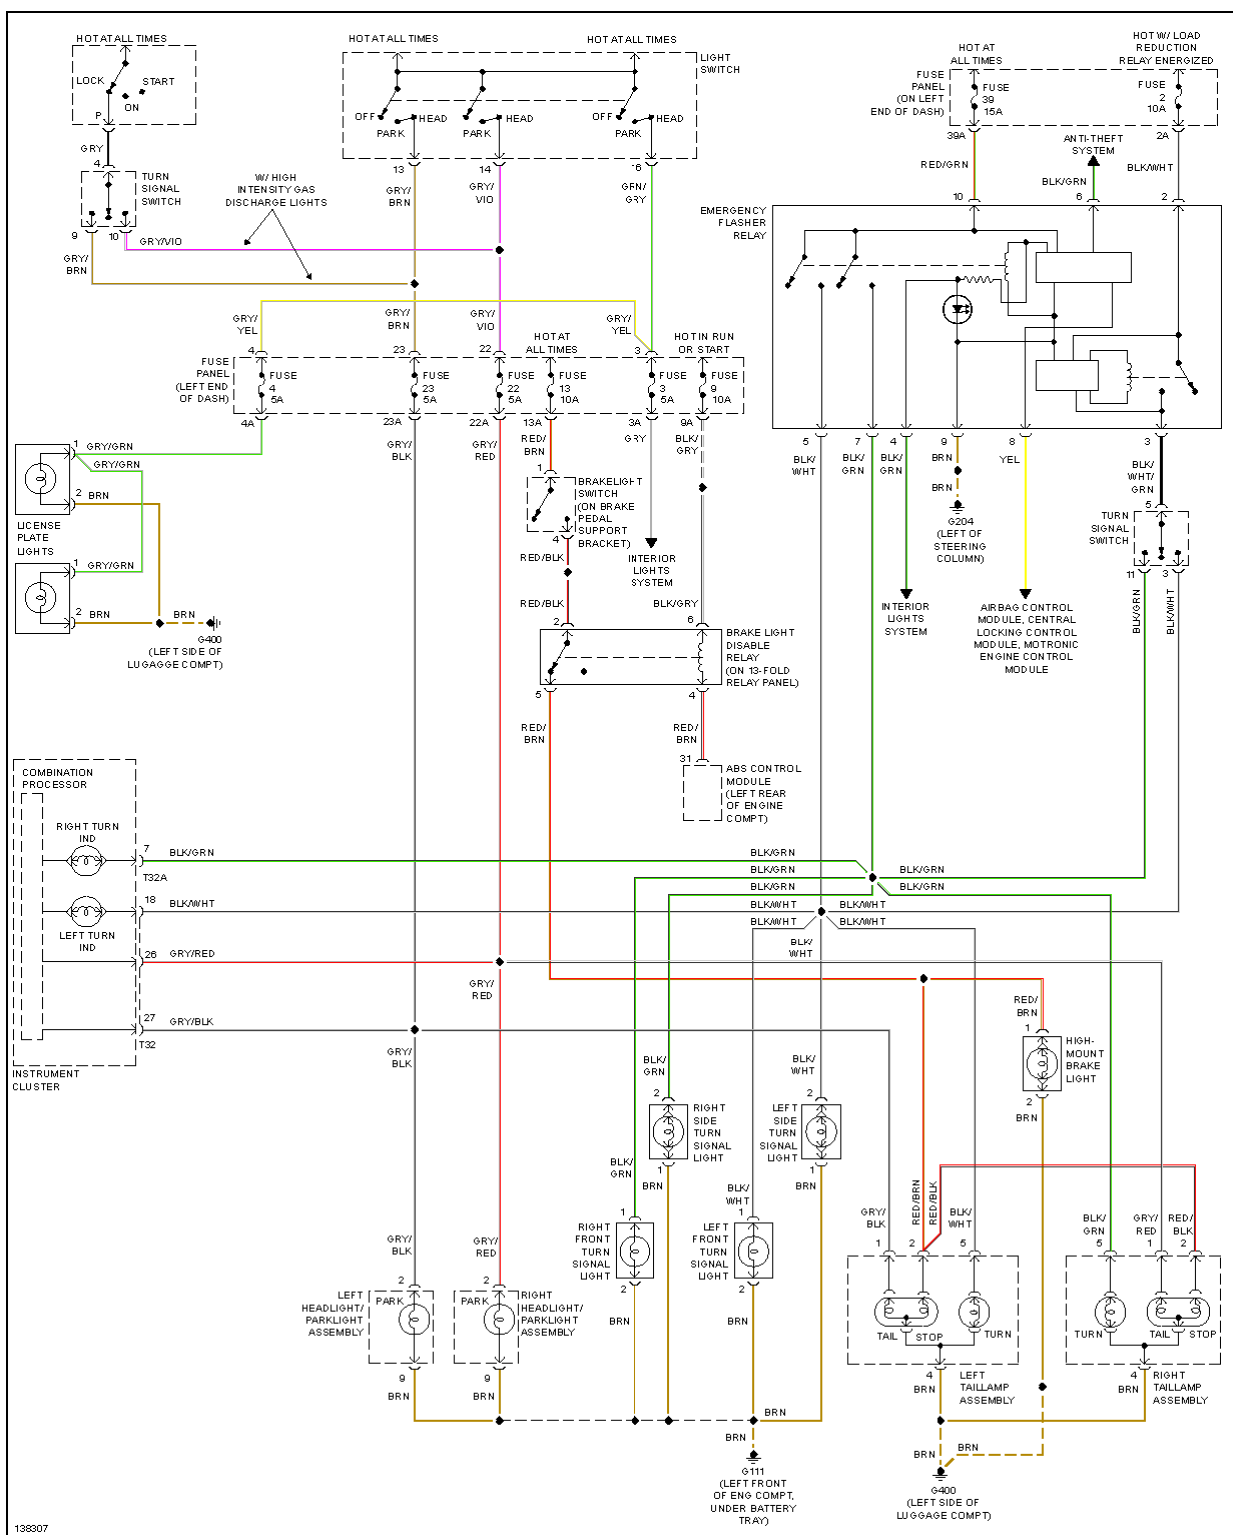 HOT AT ALL TIMES
LOCK
START
ON
P
GRY
4
TURN
SIGNAL
SWITCH
9
10
GRY/VIO
GRY/
BRN
W/ HIGH
INTENSITY GAS
DISCHARGE LIGHTS
HOT AT ALL TIMES
HOT AT ALL TIMES
LIGHT
SWITCH
OFF
HEAD
PARK
HEAD
PARK
OFF
HEAD
PARK
13
14
16
GRY/
BRN
GRY/
VIO
GRN/
GRY
HOT AT
ALL TIMES
HOT W/ LOAD
REDUCTION
RELAY ENERGIZED
FUSE
PANEL
(ON LEFT
END OF DASH)
FUSE
39
15A
FUSE
2
10A
39A
2A
RED/GRN
ANTI-THEFT
SYSTEM
BLK/GRN
BLK/WHT
10
6
2
EMERGENCY
FLASHER
RELAY
GRY/
YEL
GRY/
BRN
GRY/
VIO
HOT AT
ALL TIMES
GRY/
YEL
HOT IN RUN
OR START
4
23
22
3
FUSE
PANEL
(LEFT END
OF DASH)
FUSE
4
5A
FUSE
23
5A
FUSE
22
5A
FUSE
13
10A
FUSE
3
5A
FUSE
9
10A
4A
23A
22A
13A
3A
9A
GRY/
BLK
GRY/
RED
RED/
BRN
GRY
BLK/
GRY
5
7
4
9
8
3
BLK/
WHT
BLK/
GRN
BLK/
GRN
BRN
BRN
YEL
BLK/
WHT/
GRN
1
GRY/GRN
GRY/GRN
2
BRN
LICENSE
PLATE
LIGHTS
1
GRY/GRN
2
BRN
BRN
G400
(LEFT SIDE OF
LUGAGGE COMPT)
1
BRAKELIGHT
SWITCH
(ON BRAKE
PEDAL
SUPPORT
BRACKET)
4
RED/BLK
RED/BLK
INTERIOR
LIGHTS
SYSTEM
BLK/GRY
G204
(LEFT OF
STEERING
COLUMN)
5
TURN
SIGNAL
SWITCH
11
3
BLK/GRN
BLK/WHT
INTERIOR
LIGHTS
SYSTEM
AIRBAG CONTROL
MODULE, CENTRAL
LOCKING CONTROL
MODULE, MOTRONIC
ENGINE CONTROL
MODULE
2
6
BRAKE LIGHT
DISABLE
RELAY
(ON 13-FOLD
RELAY PANEL)
5
4
RED/
BRN
RED/
BRN
31
ABS CONTROL
MODULE
(LEFT REAR
OF ENGINE
COMPT)
COMBINATION
PROCESSOR
RIGHT TURN
IND
7
BLK/GRN
T32A
18
BLK/WHT
LEFT TURN
IND
26
GRY/RED
27
GRY/BLK
T32
INSTRUMENT
CLUSTER
BLK/GRN
BLK/GRN
BLK/GRN
BLK/GRN
BLK/GRN
BLK/WHT
BLK/WHT
BLK/WHT
BLK/WHT
BLK/
WHT
GRY/
RED
GRY/
BLK
RED/
BRN
1
HIGH-
MOUNT
BRAKE
LIGHT
2
BRN
BLK/
GRN
2
RIGHT
SIDE
TURN
SIGNAL
LIGHT
1
BRN
BLK/
WHT
2
LEFT
SIDE
TURN
SIGNAL
LIGHT
1
BRN
BLK/
GRN
1
RIGHT
FRONT
TURN
SIGNAL
LIGHT
2
BRN
BLK/
WHT
1
LEFT
FRONT
TURN
SIGNAL
LIGHT
2
BRN
GRY/
BLK
GRY/
RED
2
2
PARK
PARK
LEFT
HEADLIGHT/
PARKLIGHT
ASSEMBLY
RIGHT
HEADLIGHT/
PARKLIGHT
ASSEMBLY
9
9
BRN
BRN
BRN
BRN
G111
(LEFT FRONT
OF ENG COMPT,
UNDER BATTERY
TRAY)
GRY/
BLK
RED/BRN
RED/BLK
BLK/
WHT
1
2
5
TAIL
STOP
TURN
4
LEFT
TAILLAMP
ASSEMBLY
BRN
BLK/
GRN
GRY/
RED
RED/
BLK
5
1
2
TURN
TAIL
STOP
4
RIGHT
TAILLAMP
ASSEMBLY
BRN
BRN
BRN
G400
(LEFT SIDE OF
LUGGAGE COMPT)
138307